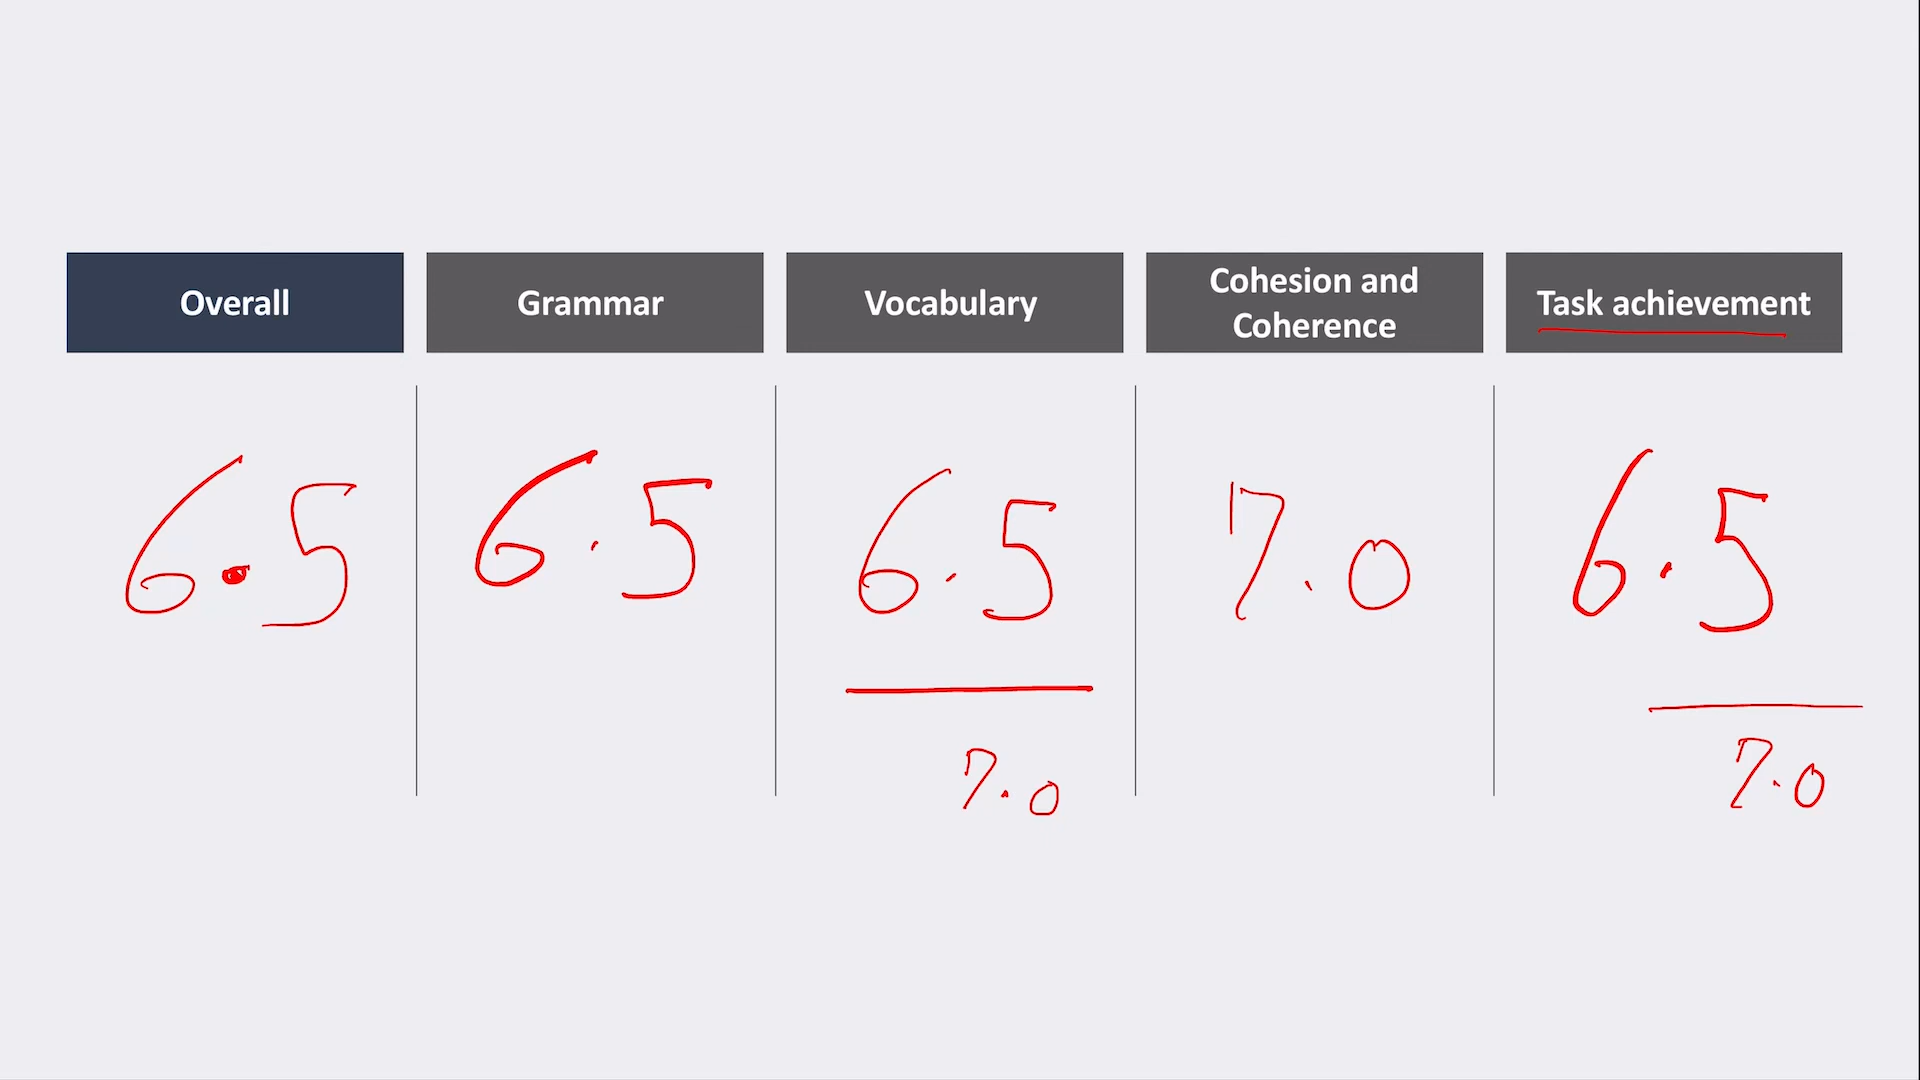 Overall
Grammar
Vocabulary
Cohesion and
Coherence
Task achievement
6.5
6.5
6.5
7.0
6.5
7.0
7.0